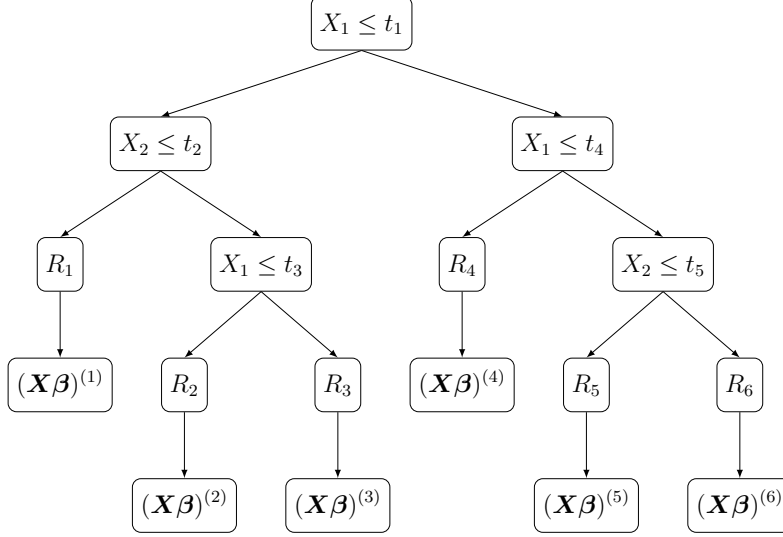 X₁ ≤ t₁
X₂ ≤ t₂
X₁ ≤ t₄
R₁
X₁ ≤ t₃
R₄
X₂ ≤ t₅
(Xβ)⁽¹⁾
R₂
R₃
(Xβ)⁽⁴⁾
R₅
R₆
(Xβ)⁽²⁾
(Xβ)⁽³⁾
(Xβ)⁽⁵⁾
(Xβ)⁽⁶⁾